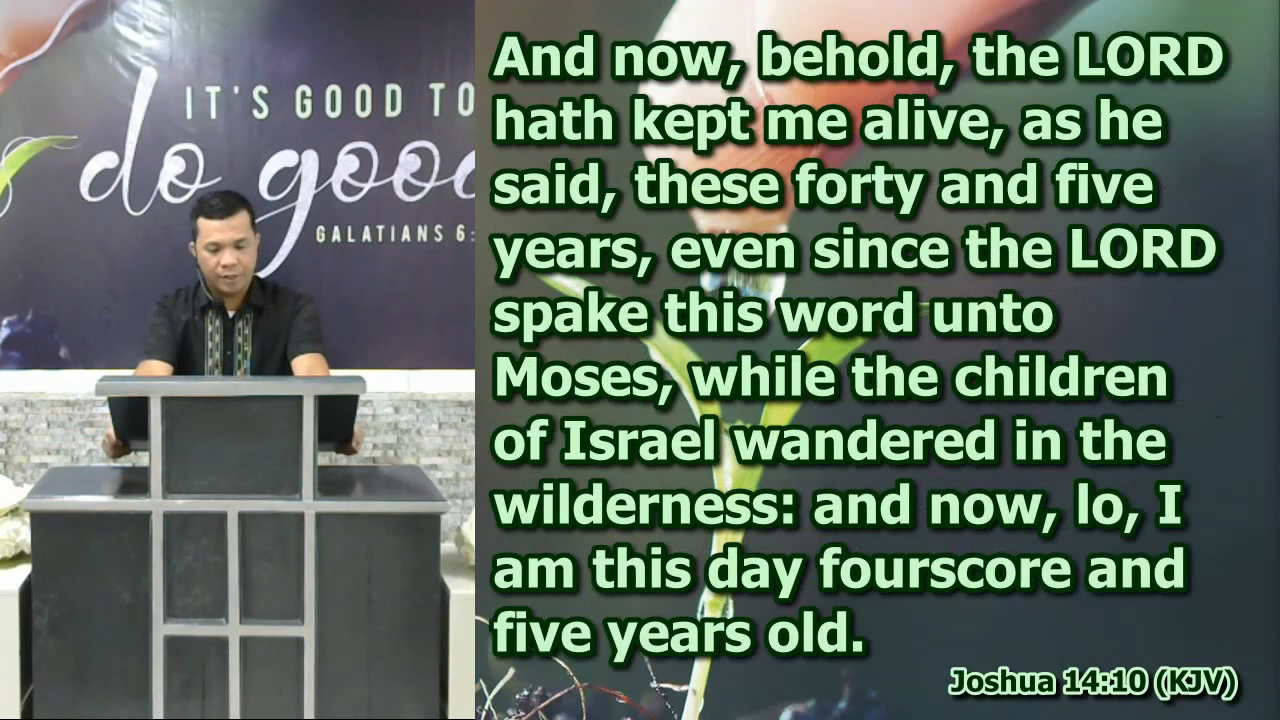 IT'S GOOD TO
do good
GALATIANS 6:
And now, behold, the LORD
hath kept me alive, as he
said, these forty and five
years, even since the LORD
spake this word unto
Moses, while the children
of Israel wandered in the
wilderness: and now, lo, I
am this day fourscore and
five years old.
Joshua 14:10 (KJV)